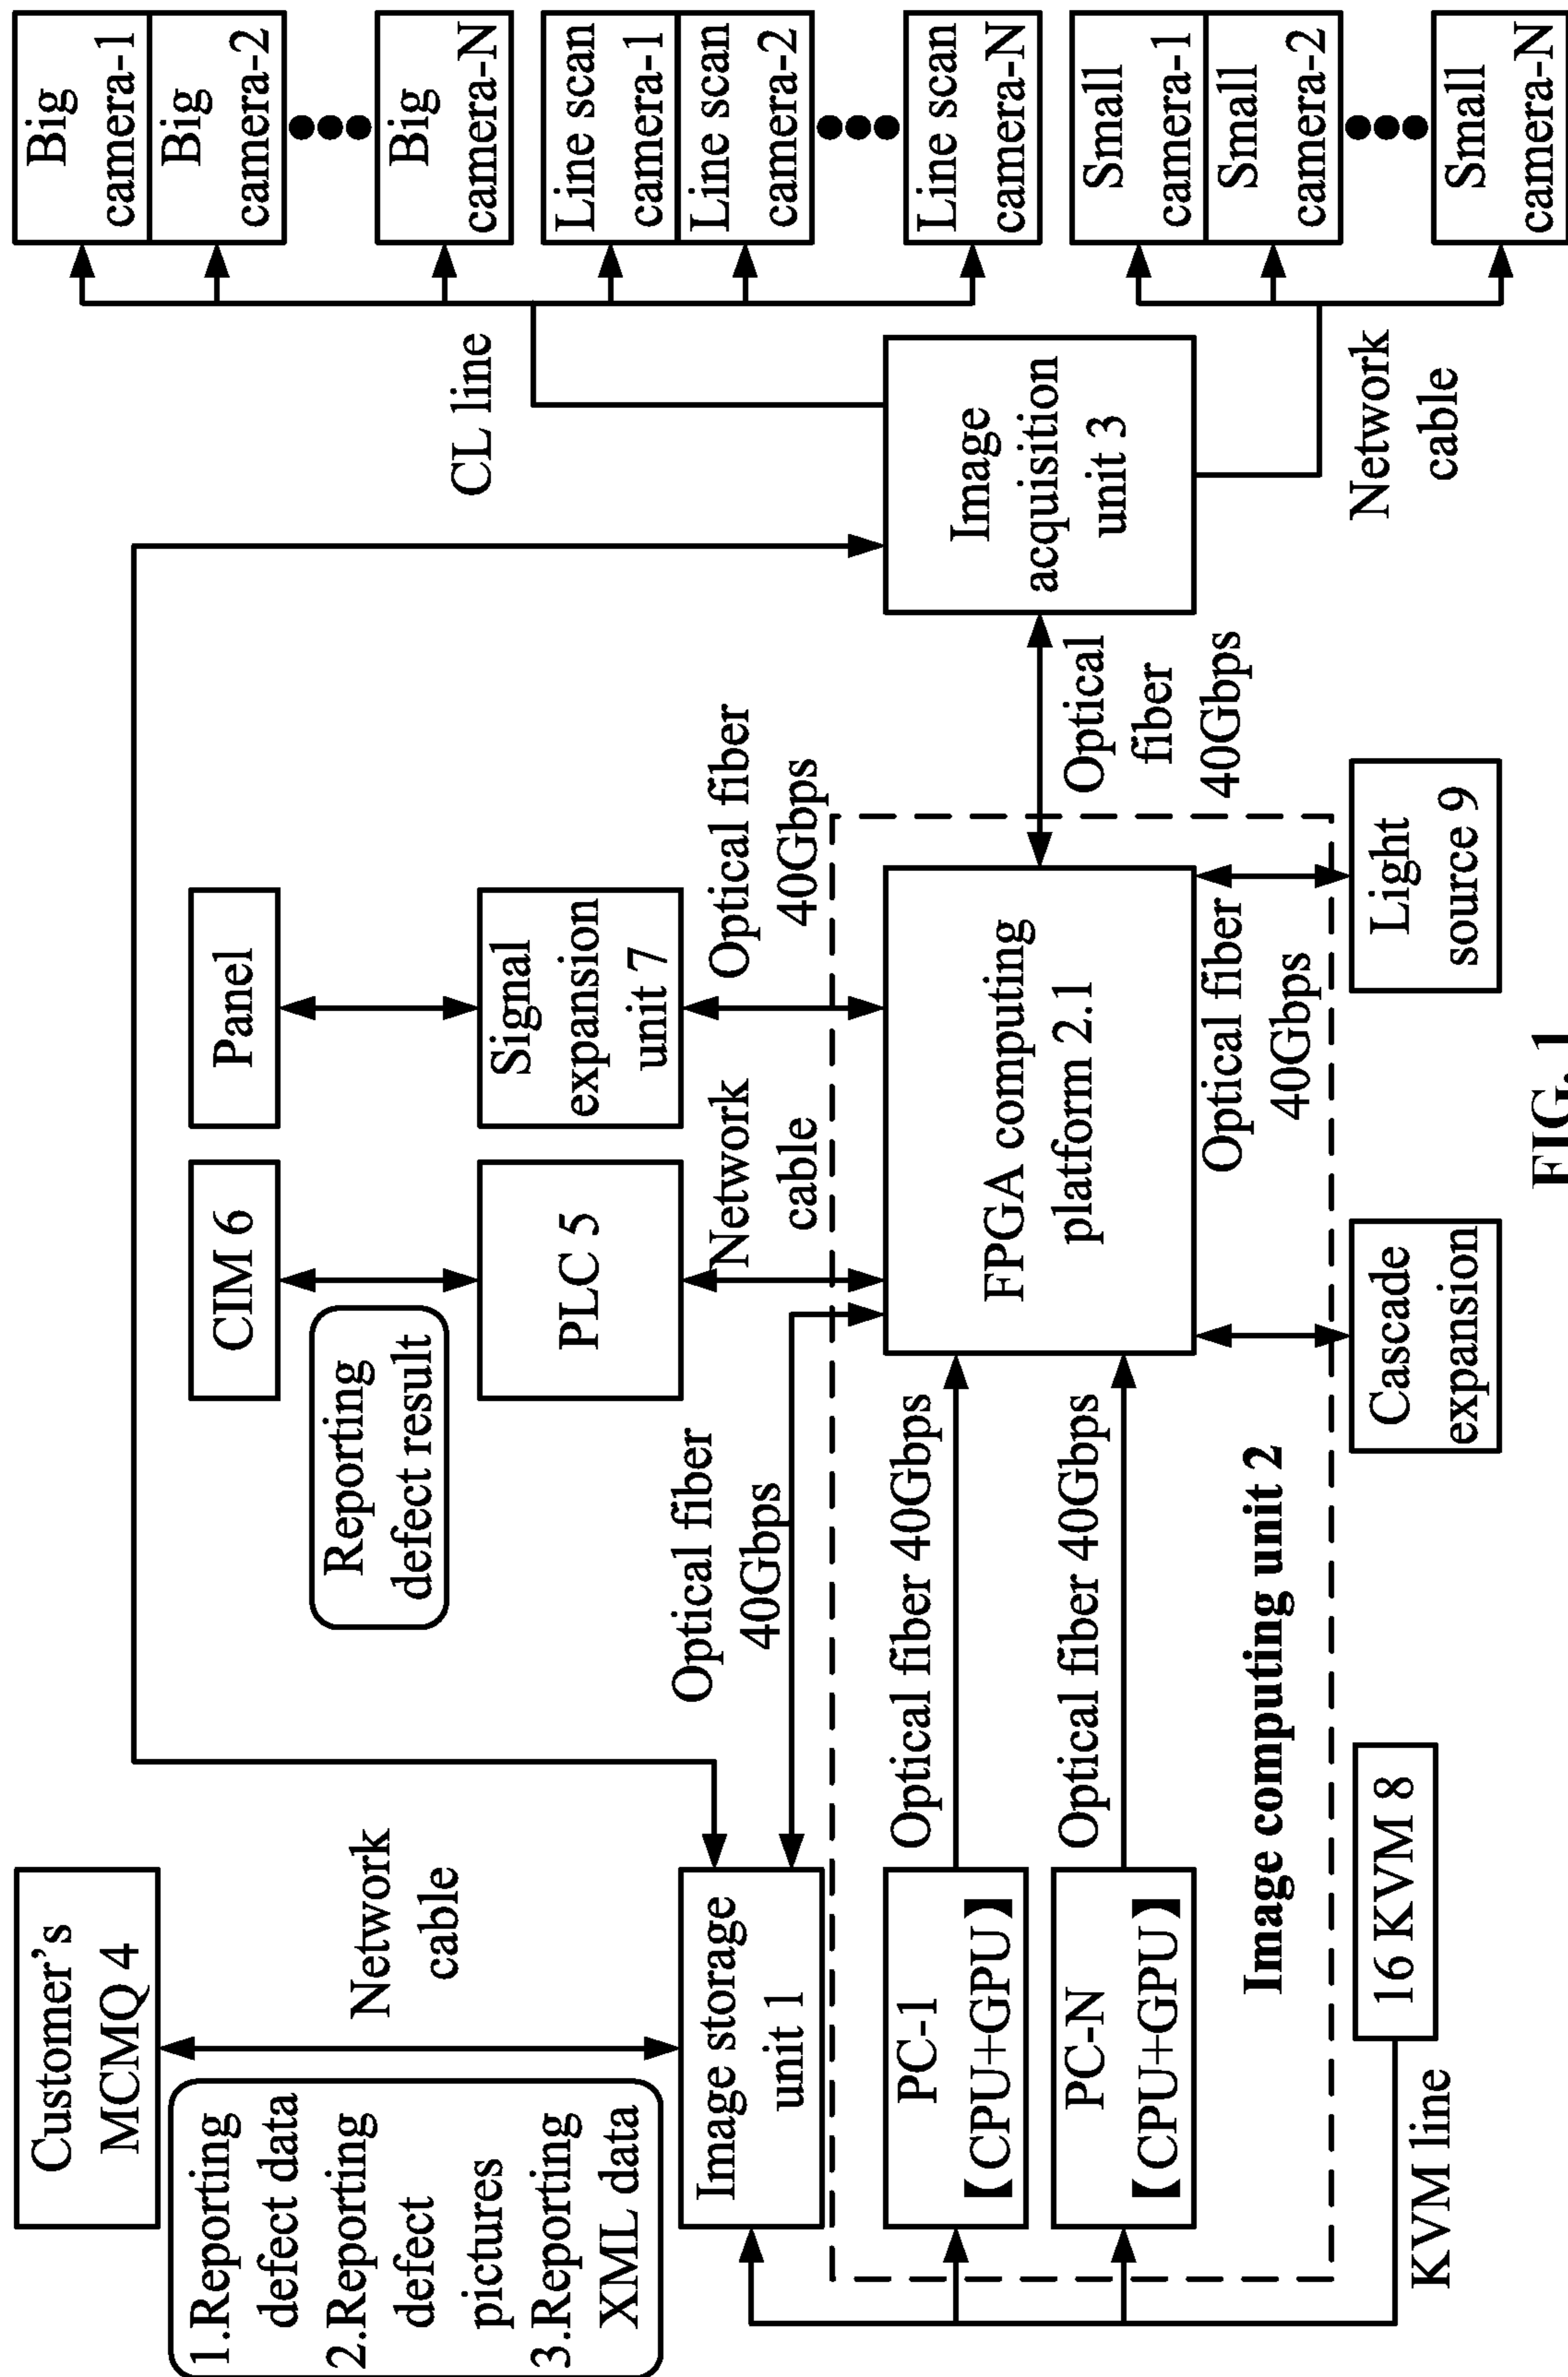 Customer's
MCMQ 4
1.Reporting
defect data
2.Reporting
defect
pictures
3.Reporting
XML data
Network
cable
Image storage
unit 1
Reporting
defect result
CIM 6
PLC 5
Panel
Signal
expansion
unit 7
Optical fiber
40Gbps
Network
cable
Optical fiber
40Gbps
PC-1
【CPU+GPU】
PC-N
【CPU+GPU】
Optical fiber 40Gbps
Optical fiber 40Gbps
Image computing unit 2
FPGA computing
platform 2.1
Optical fiber
40Gbps
Optical
fiber
40Gbps
Image
acquisition
unit 3
CL line
Network
cable
Big
camera-1
Big
camera-2
Big
camera-N
Line scan
camera-1
Line scan
camera-2
Line scan
camera-N
Small
camera-1
Small
camera-2
Small
camera-N
16 KVM 8
KVM line
Cascade
expansion
Light
source 9
FIG. 1